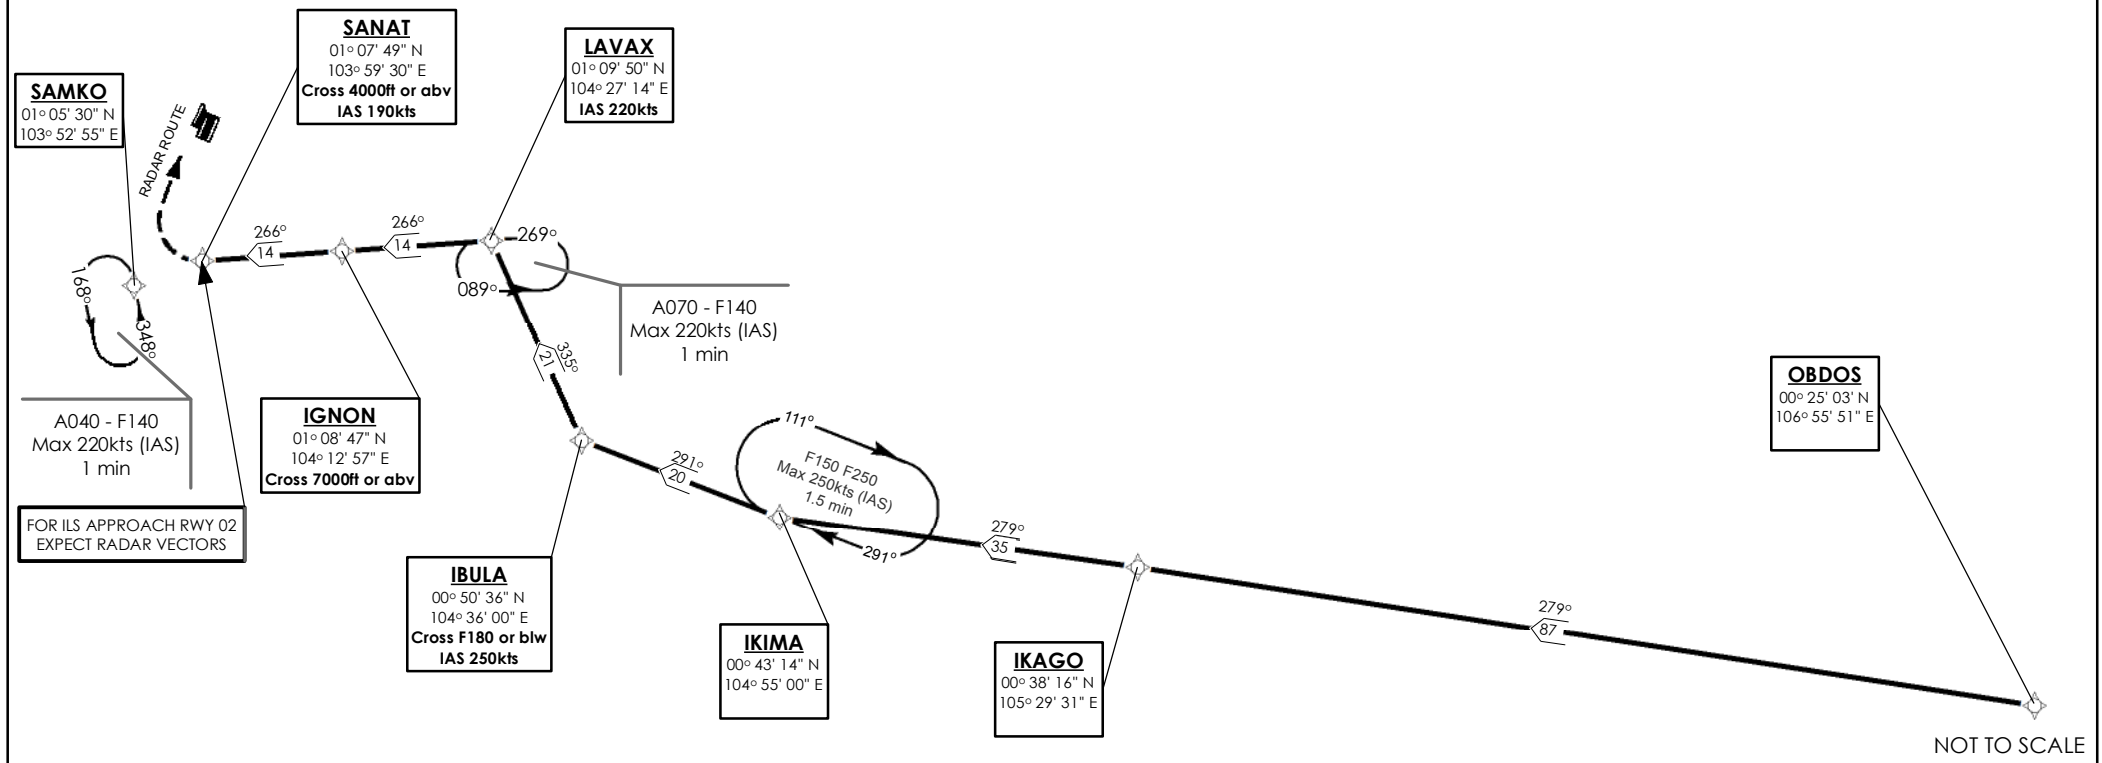 SANAT
01° 07' 49" N
103° 59' 30" E
Cross 4000ft or abv
IAS 190kts
LAVAX
01° 09' 50" N
104° 27' 14" E
IAS 220kts
SAMKO
01° 05' 30" N
103° 52' 55" E
RADAR ROUTE
266°
14
266°
14
269°
089°
168°
348°
A070 - F140
Max 220kts (IAS)
1 min
335°
21
A040 - F140
Max 220kts (IAS)
1 min
IGNON
01° 08' 47" N
104° 12' 57" E
Cross 7000ft or abv
FOR ILS APPROACH RWY 02
EXPECT RADAR VECTORS
291°
20
111°
F150 F250
Max 250kts (IAS)
1.5 min
291°
279°
35
OBDOS
00° 25' 03' N
106° 55' 51" E
IBULA
00° 50' 36" N
104° 36' 00" E
Cross F180 or blw
IAS 250kts
IKIMA
00° 43' 14" N
104° 55' 00" E
IKAGO
00° 38' 16" N
105° 29' 31" E
279°
87
NOT TO SCALE